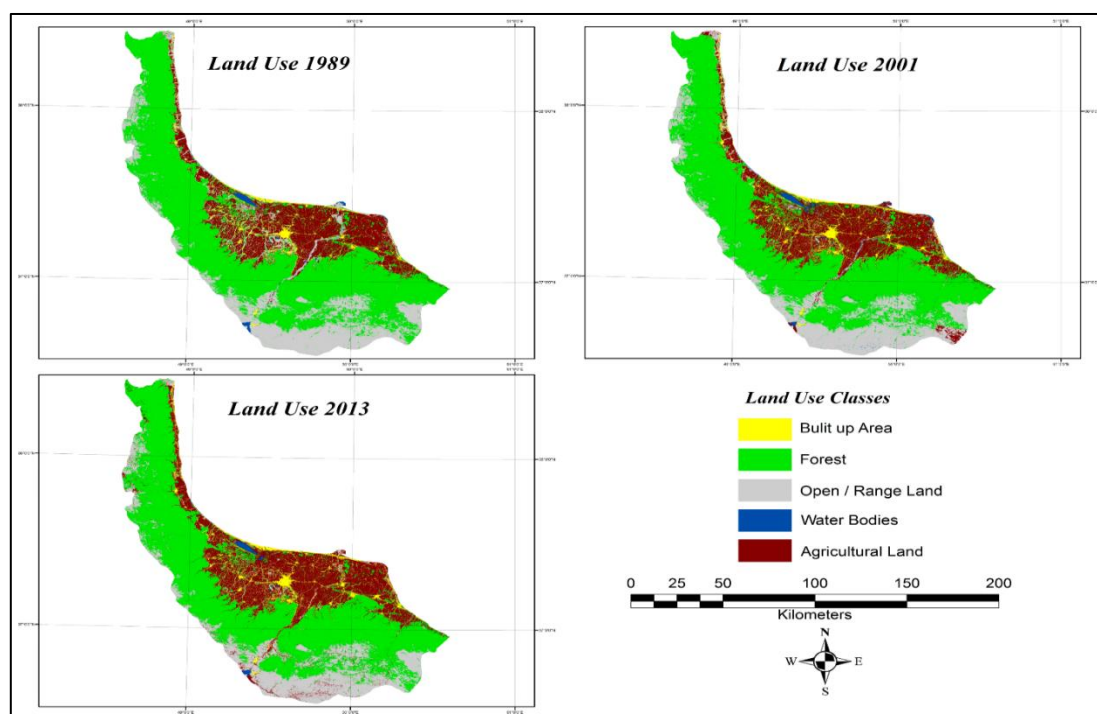 Land Use 1989
Land Use 2001
Land Use 2013
Land Use Classes
Bulit up Area
Forest
Open / Range Land
Water Bodies
Agricultural Land
0 25 50 100 150 200
Kilometers
N
W E
S